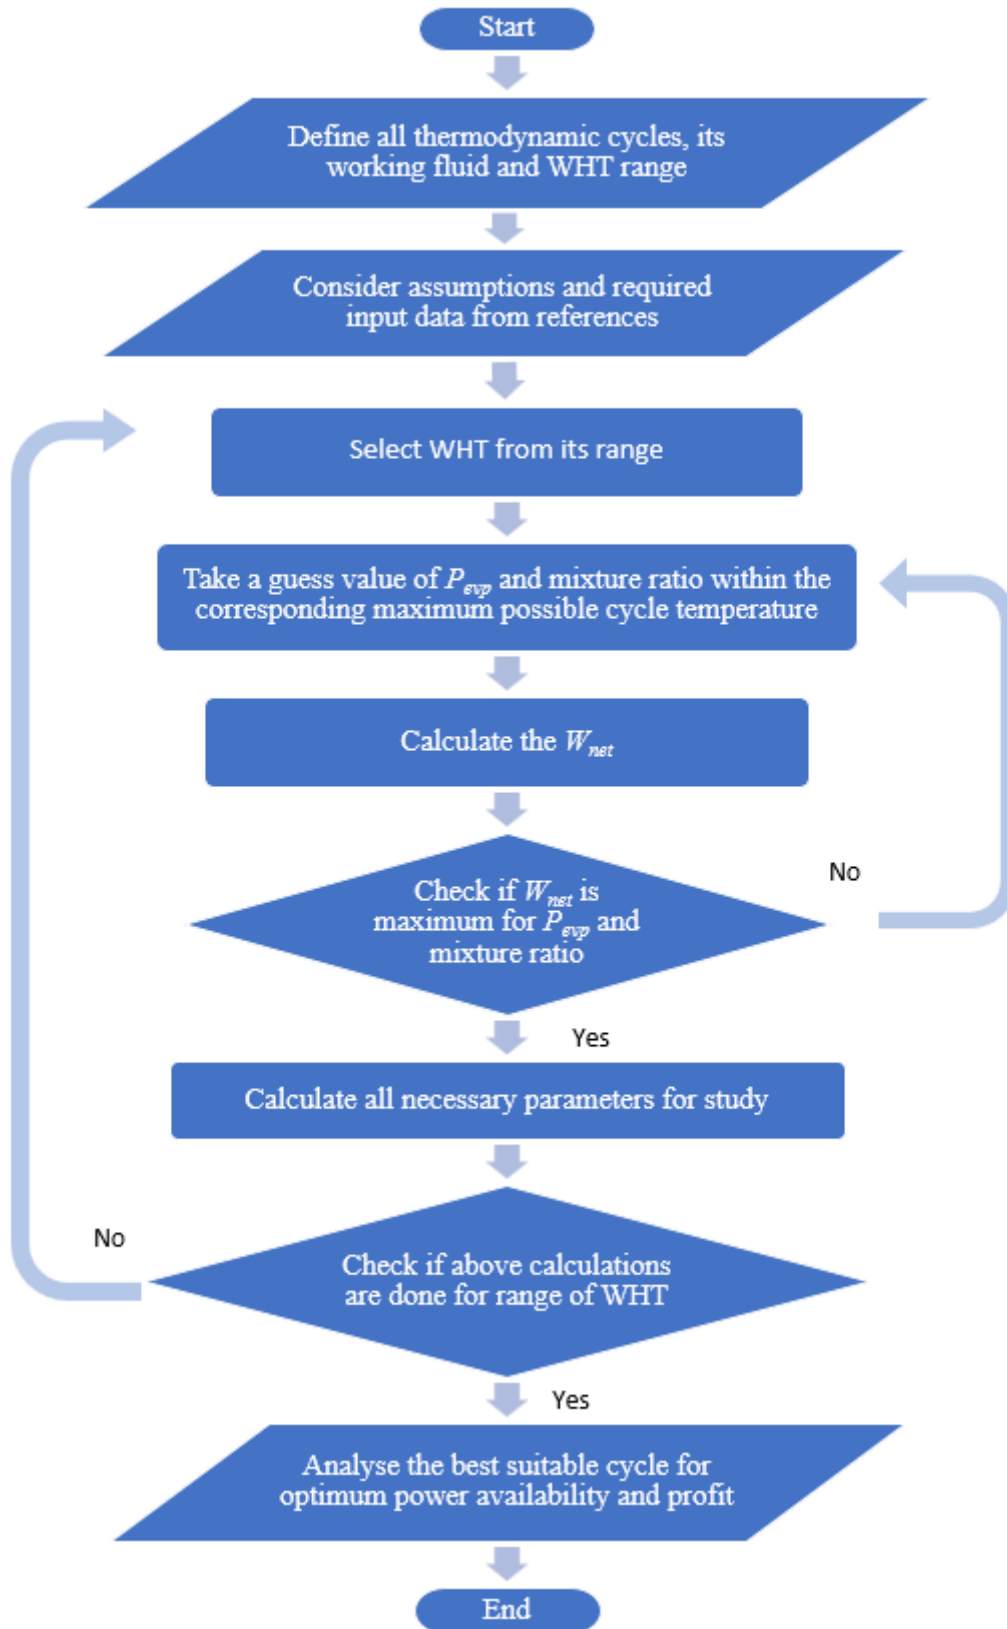 Start
Define all thermodynamic cycles, its
working fluid and WHT range
Consider assumptions and required
input data from references
Select WHT from its range
Take a guess value of P_evp and mixture ratio within the
corresponding maximum possible cycle temperature
Calculate the W_net
Check if W_net is
maximum for P_evp and
mixture ratio
No
Yes
Calculate all necessary parameters for study
No
Check if above calculations
are done for range of WHT
Yes
Analyse the best suitable cycle for
optimum power availability and profit
End